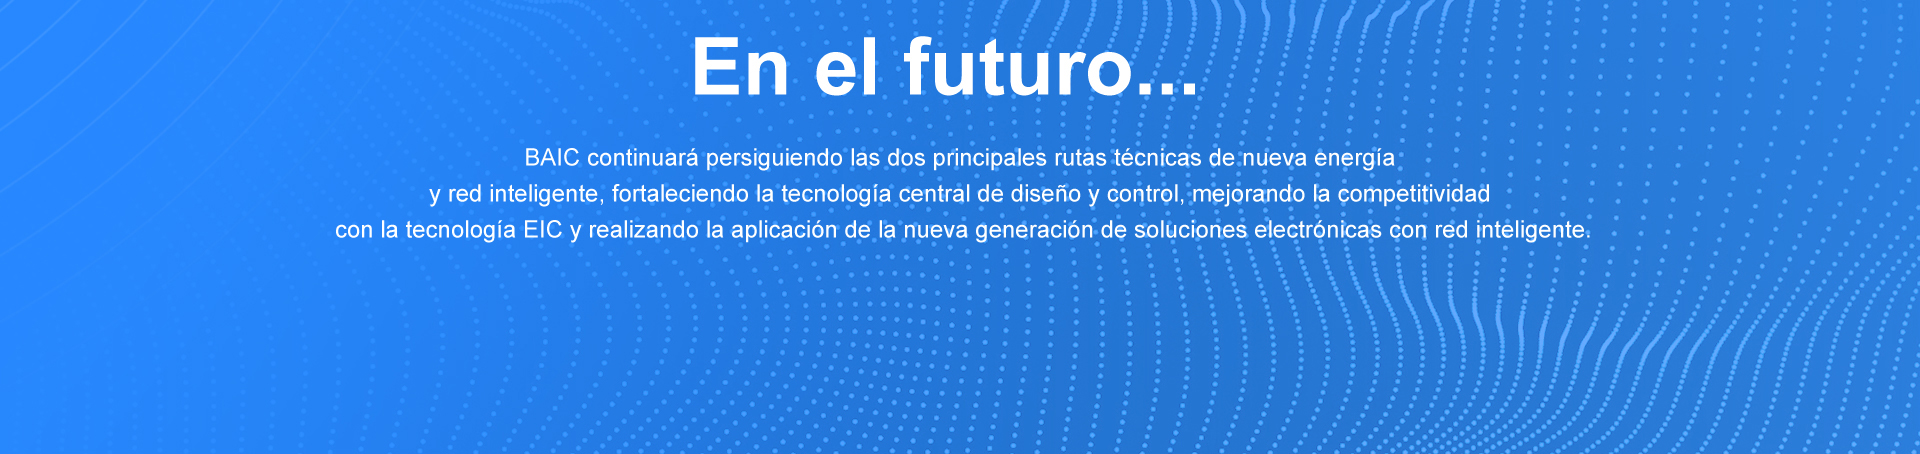 En el futuro...
BAIC continuará persiguiendo las dos principales rutas técnicas de nueva energía
y red inteligente, fortaleciendo la tecnología central de diseño y control, mejorando la competitividad
con la tecnología EIC y realizando la aplicación de la nueva generación de soluciones electrónicas con red inteligente.